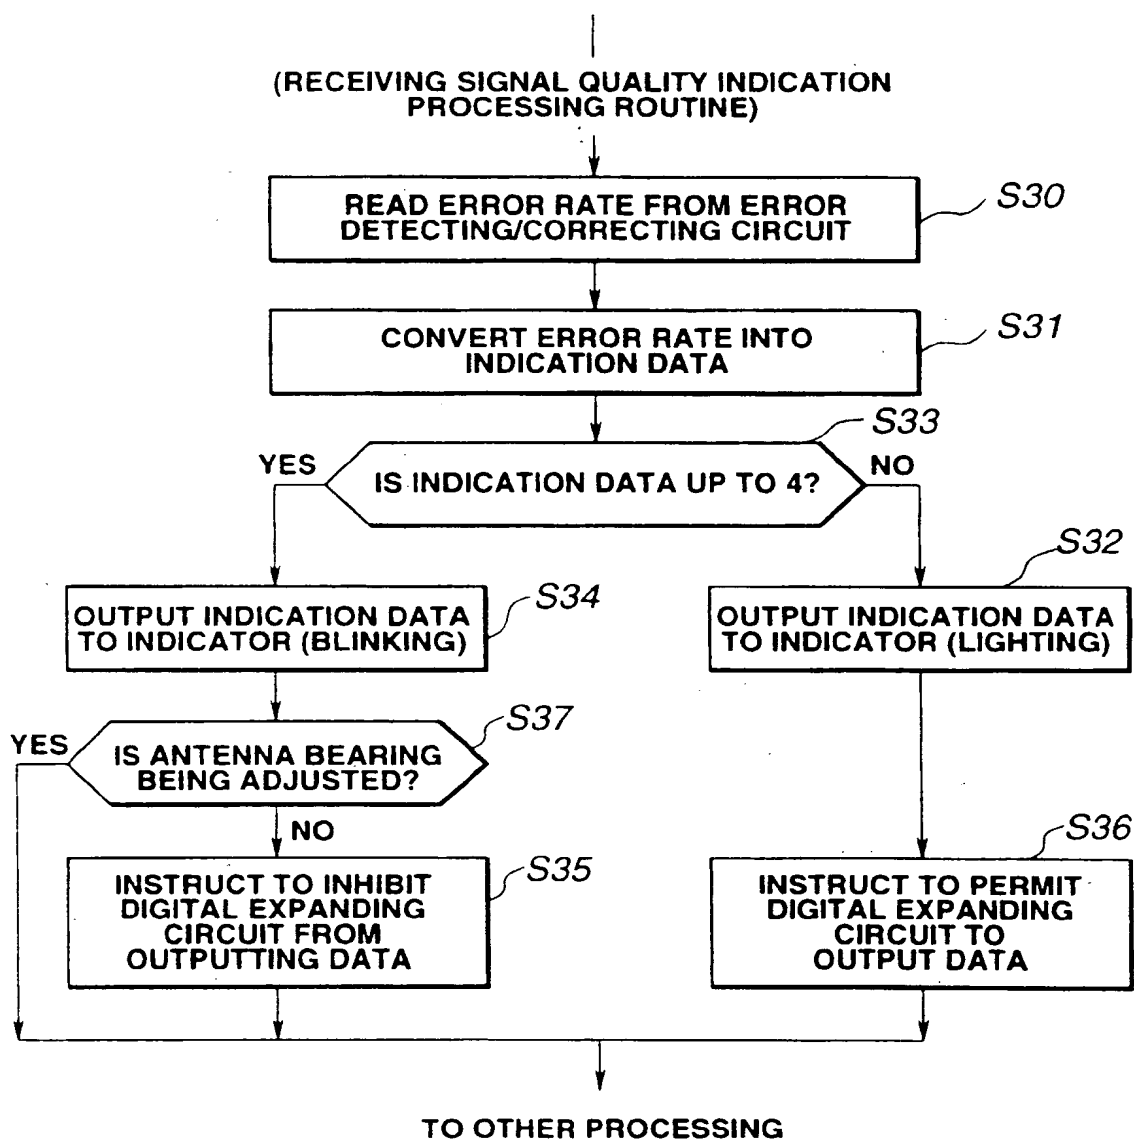 (RECEIVING SIGNAL QUALITY INDICATION
PROCESSING ROUTINE)
READ ERROR RATE FROM ERROR
DETECTING/CORRECTING CIRCUIT
S30
CONVERT ERROR RATE INTO
INDICATION DATA
S31
S33
YES
IS INDICATION DATA UP TO 4?
NO
S32
OUTPUT INDICATION DATA
TO INDICATOR (BLINKING)
S34
OUTPUT INDICATION DATA
TO INDICATOR (LIGHTING)
S37
YES
IS ANTENNA BEARING
BEING ADJUSTED?
NO
S36
INSTRUCT TO INHIBIT
DIGITAL EXPANDING
CIRCUIT FROM
OUTPUTTING DATA
S35
INSTRUCT TO PERMIT
DIGITAL EXPANDING
CIRCUIT TO
OUTPUT DATA
TO OTHER PROCESSING